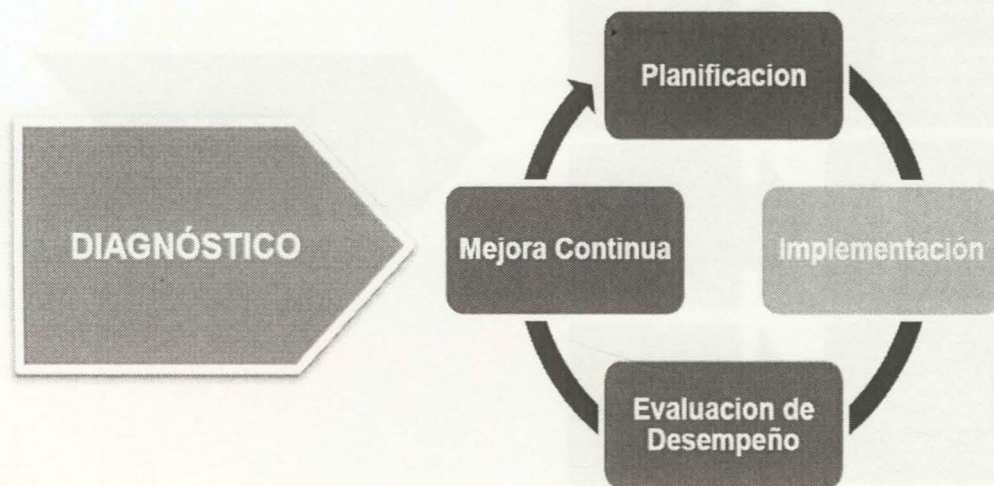 DIAGNÓSTICO
Planificacion
Implementación
Evaluacion de
Desempeño
Mejora Continua